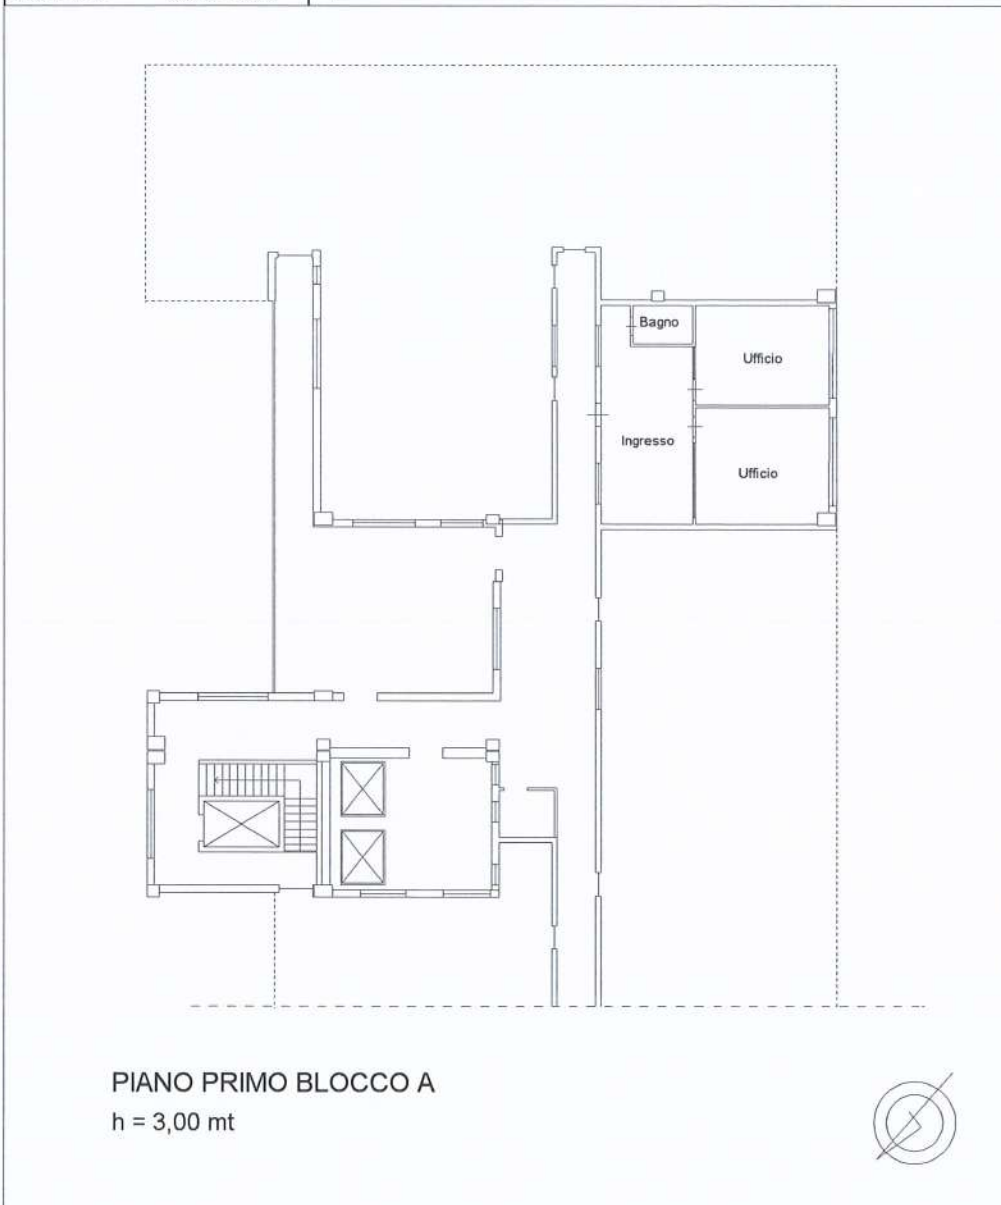 Bagno
Ufficio
Ingresso
Ufficio
PIANO PRIMO BLOCCO A
h = 3,00 mt